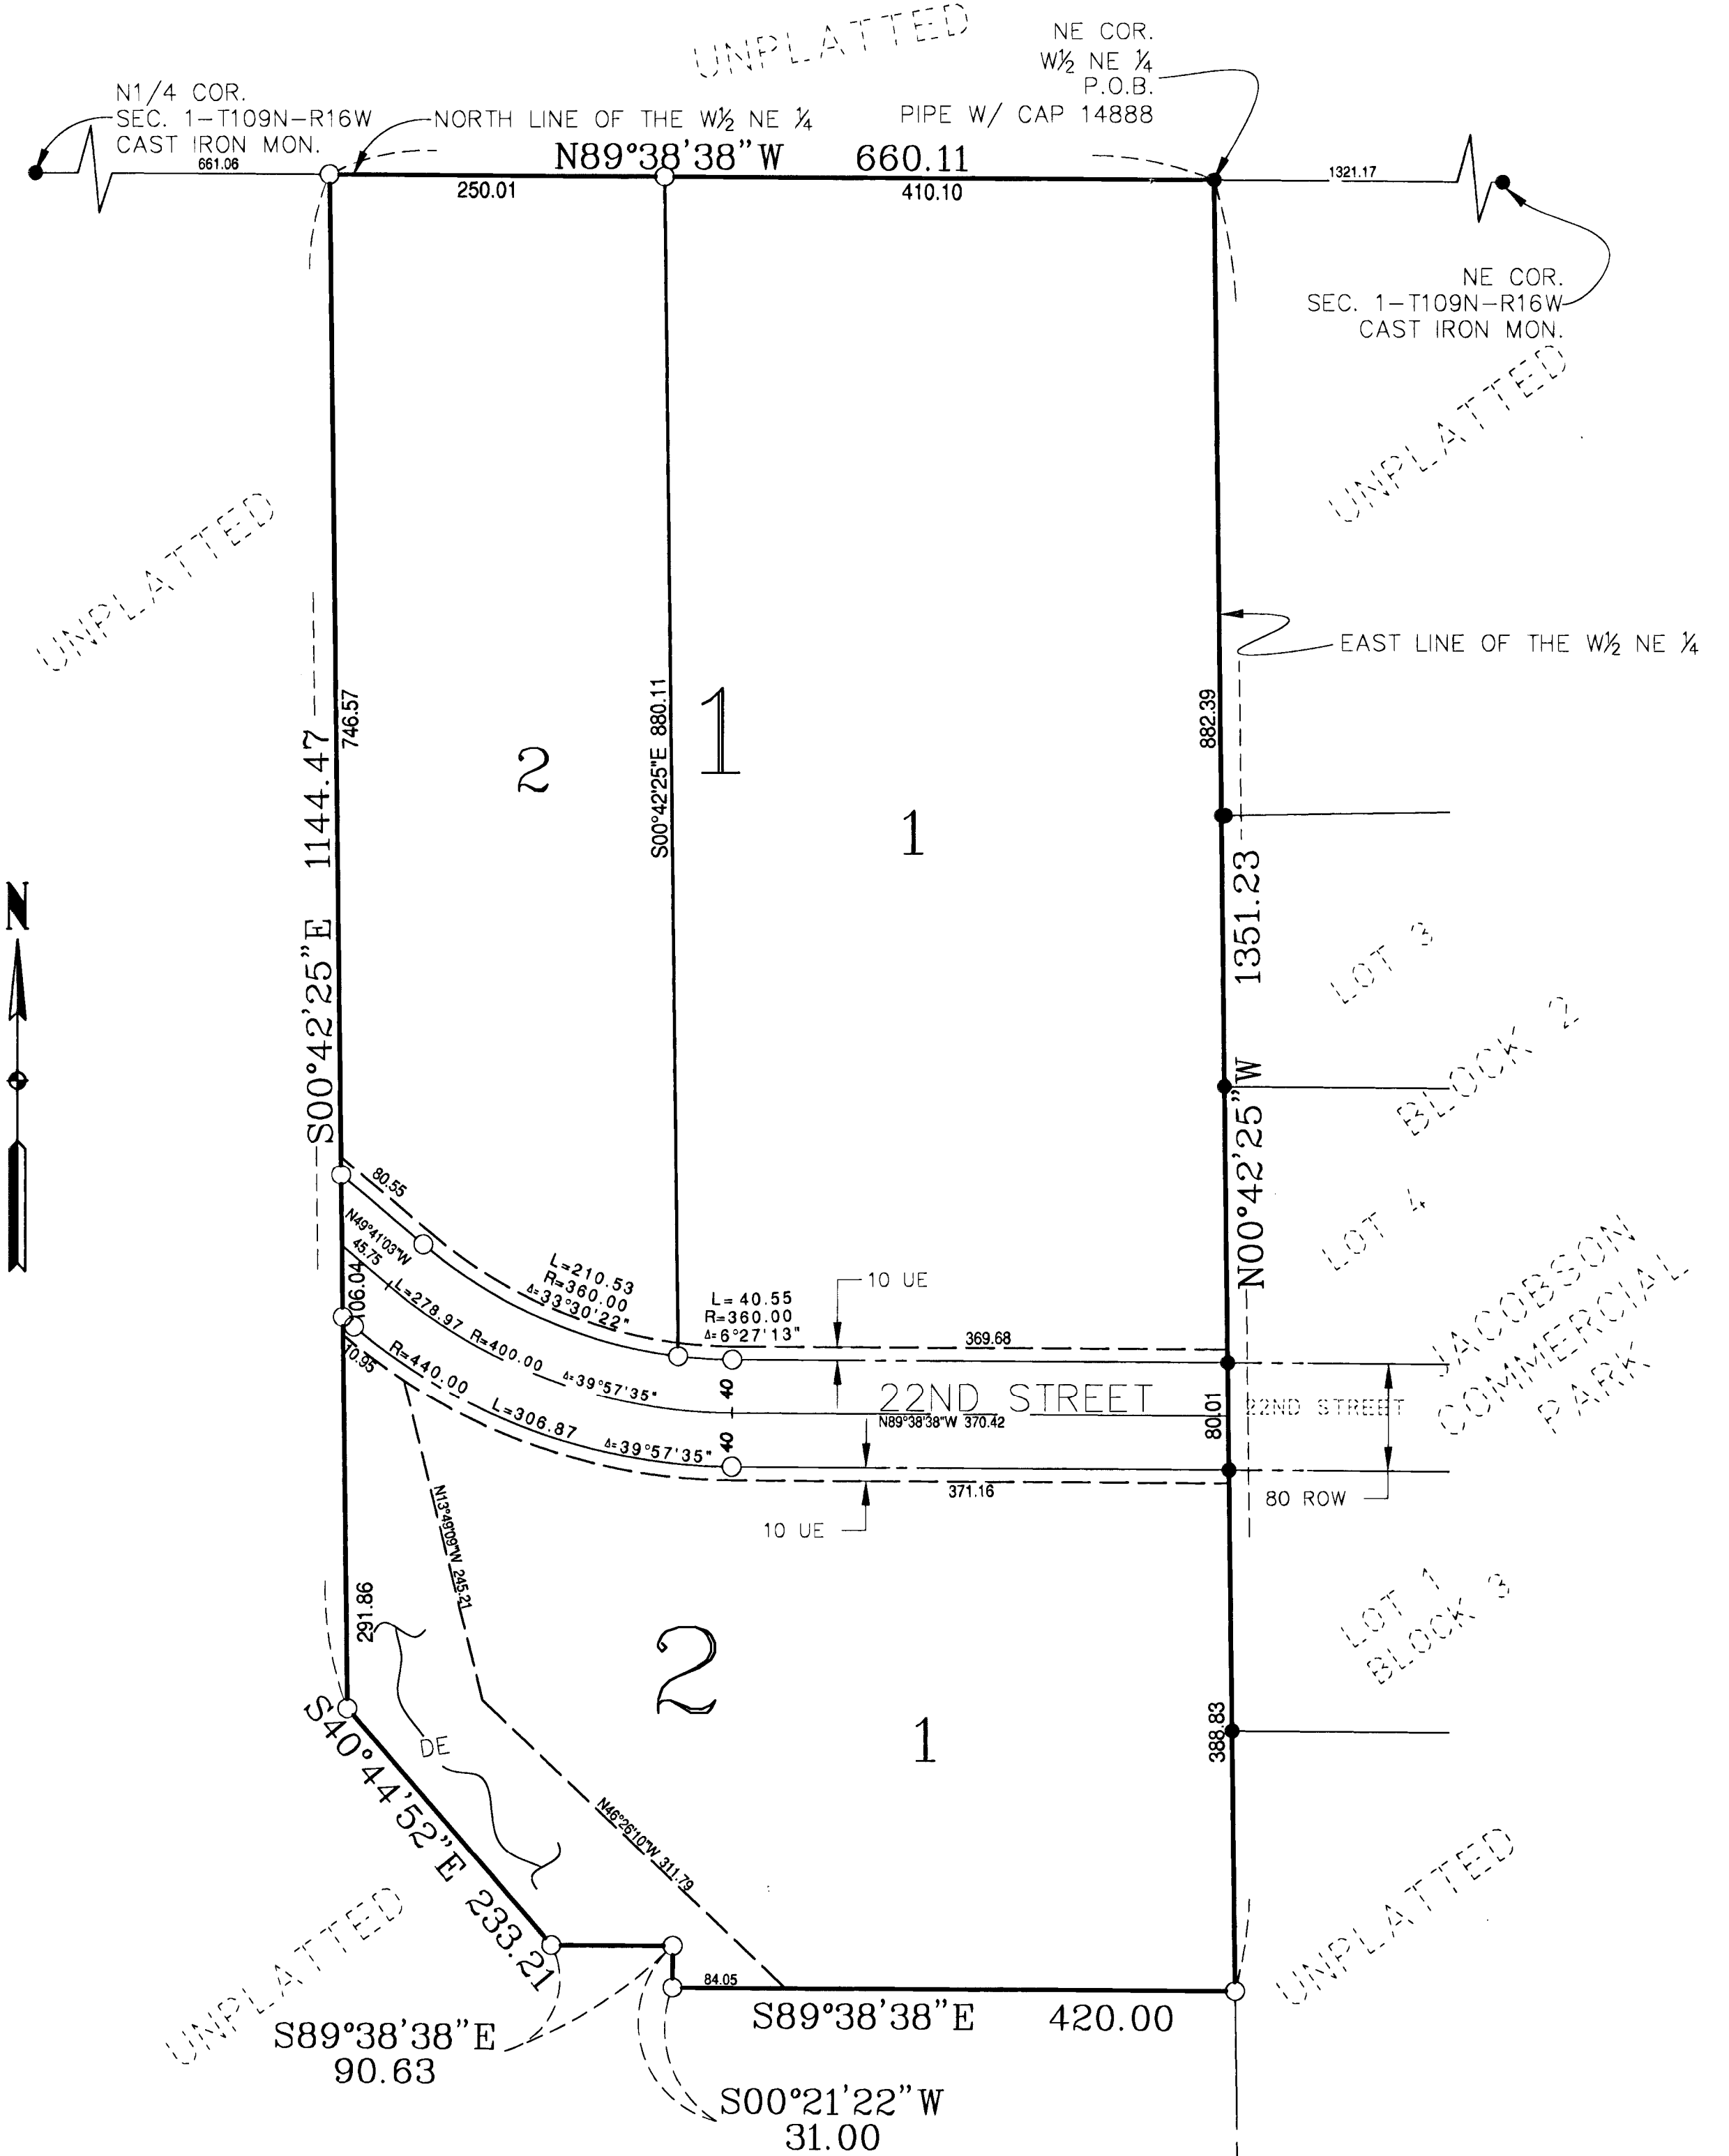 UNPLATTED
NE COR.
W½ NE ¼
P.O.B.
PIPE W/ CAP 14888
N1/4 COR.
SEC. 1-T109N-R16W
CAST IRON MON.
NORTH LINE OF THE W½ NE ¼
N89°38'38"W 660.11
661.06
250.01
410.10
1321.17
NE COR.
SEC. 1-T109N-R16W
CAST IRON MON.
UNPLATTED
UNPLATTED
EAST LINE OF THE W½ NE ¼
S00°42'25"E 1144.47
746.57
S00°42'25"E 880.11
882.39
2
1
1
N
N00°42'25"W 1351.23
LOT 3
BLOCK 2
LOT 4
JACOBSON
COMMERCIAL
PARK
80.55
N49°41'03"W
45.75
106.04
L=210.53
R=360.00
Δ=33°30'22"
L=40.55
R=360.00
Δ=6°27'13"
10 UE
369.68
L=278.97 R=400.00 Δ=39°57'35"
10.95
R=440.00 L=306.87 Δ=39°57'35"
40
40
22ND STREET
N89°38'38"W 370.42
80.01
22ND STREET
371.16
10 UE
80 ROW
N13°49'09"W 245.21
291.86
LOT 1
BLOCK 3
2
1
388.83
DE
S40°44'52"E 233.21
N46°26'10"W 311.79
UNPLATTED
UNPLATTED
84.05
S89°38'38"E 420.00
S89°38'38"E
90.63
S00°21'22"W
31.00